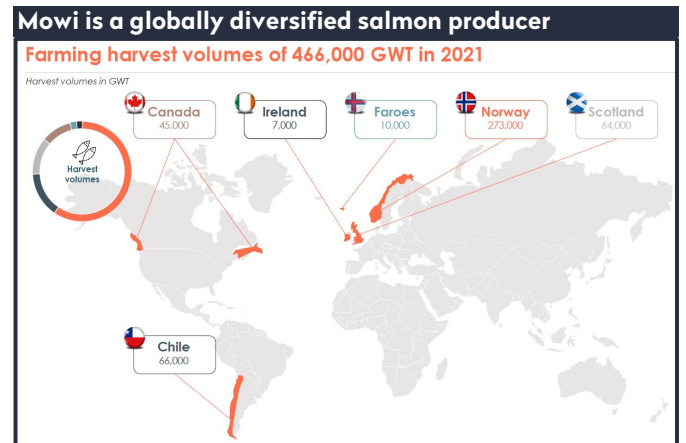 Mowi is a globally diversified salmon producer
Farming harvest volumes of 466,000 GWT in 2021
Harvest volumes in GWT
Canada
45,000
Ireland
7,000
Faroes
10,000
Norway
273,000
Scotland
64,000
Harvest
volumes
Chile
66,000